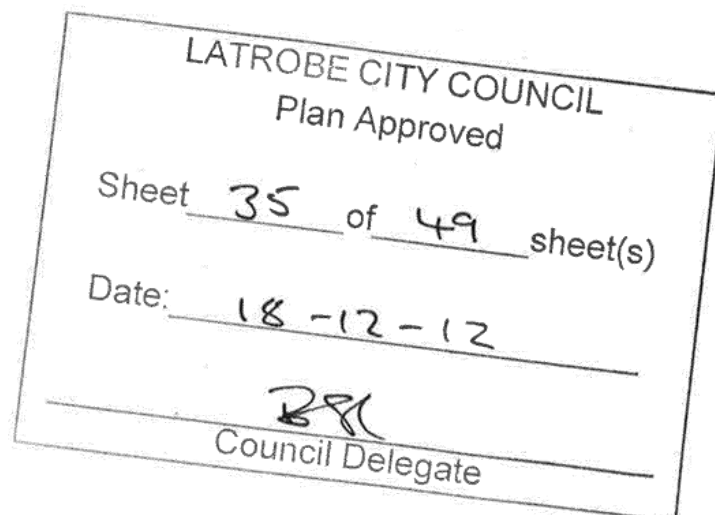 LATROBE CITY COUNCIL
Plan Approved
Sheet 35 of 49 sheet(s)
Date: 18-12-12
Council Delegate